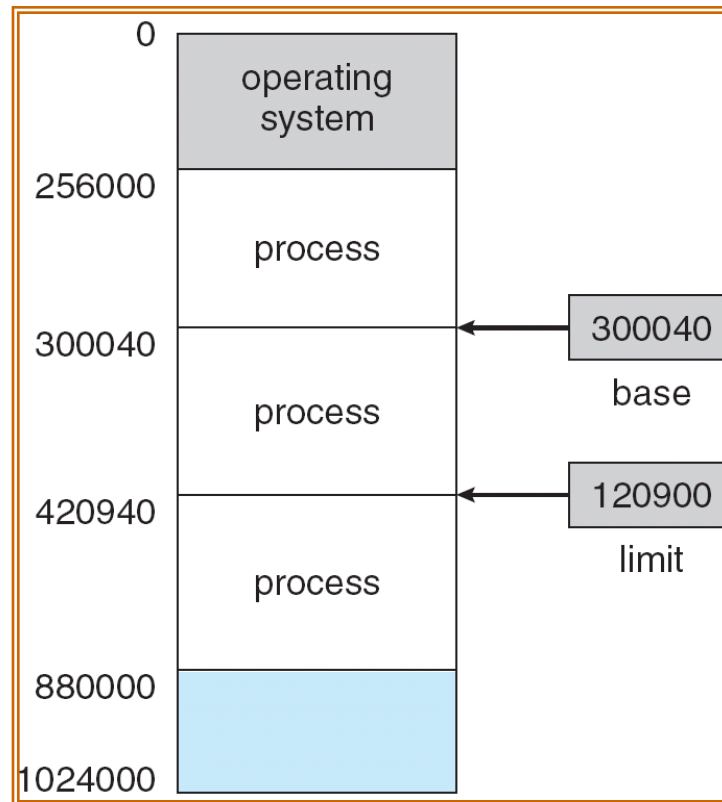 0
operating
system
256000
process
300040
300040
base
process
420940
120900
limit
process
880000
1024000